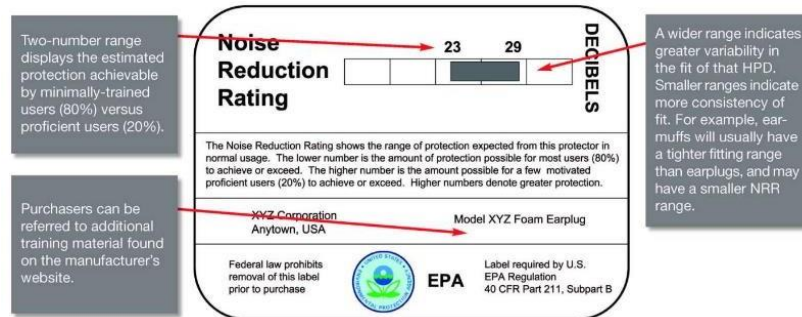 Two-number range
displays the estimated
protection achievable
by minimally-trained
users (80%) versus
proficient users (20%).
Purchasers can be
referred to additional
training material found
on the manufacturer's
website.
Noise
Reduction
Rating
23 29
DECIBELS
The Noise Reduction Rating shows the range of protection expected from this protector in
normal usage. The lower number is the amount of protection possible for most users (80%)
to achieve or exceed. The higher number is the amount possible for a few motivated
proficient users (20%) to achieve or exceed. Higher numbers denote greater protection.
XYZ Corporation
Anytown, USA
Model XYZ Foam Earplug
Federal law prohibits
removal of this label
prior to purchase
EPA
Label required by U.S.
EPA Regulation
40 CFR Part 211, Subpart B
A wider range indicates
greater variability in
the fit of that HPD.
Smaller ranges indicate
more consistency of
fit. For example, ear-
muffs will usually have
a tighter fitting range
than earplugs, and may
have a smaller NRR
range.